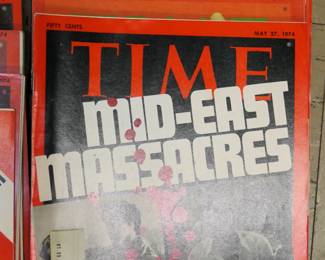 FIFTY CENTS
MAY 27, 1974
TIME
MID-EAST
MASSACRES